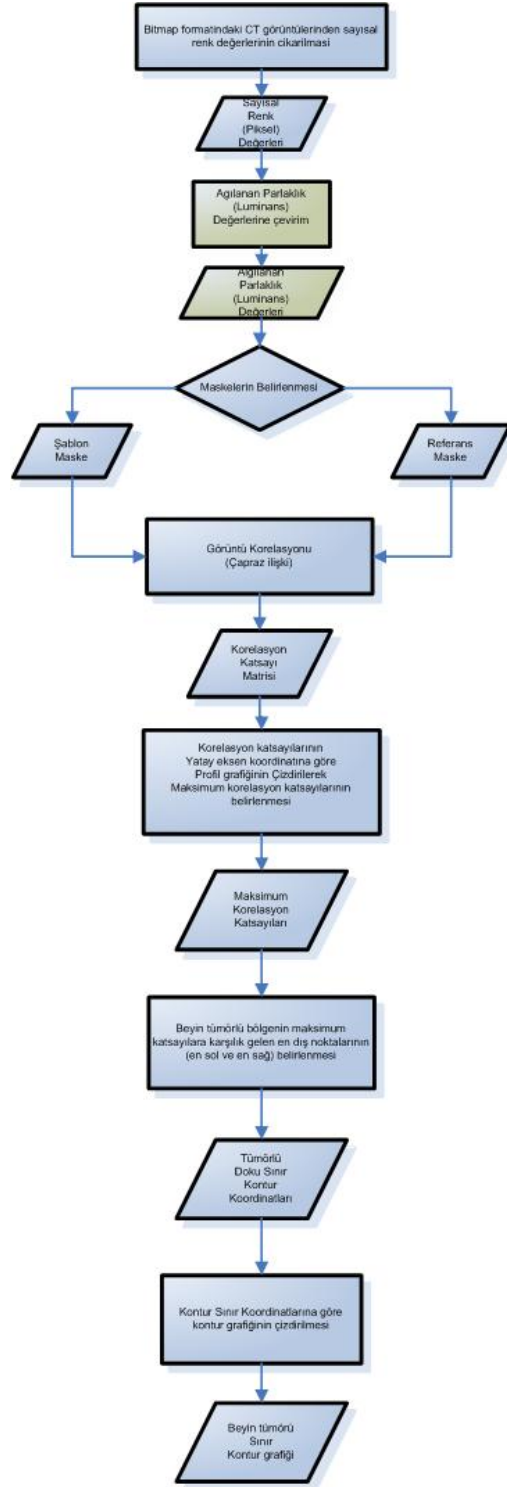 Bitmap formatindaki CT görüntülerinden sayısal
renk değerlerinin cikarilmasi
Sayısal
Renk
(Piksel)
Değerleri
Agılanan Parlaklık
(Luminans)
Değerlerine çevirim
Algılanan
Parlaklık
(Luminans)
Değerleri
Maskelerin Belirlenmesi
Şablon
Maske
Referans
Maske
Görüntü Korelasyonu
(Çapraz ilişki)
Korelasyon
Katsayı
Matrisi
Korelasyon katsayılarının
Yatay eksen koordinatına göre
Profil grafiğinin Çizdirilerek
Maksimum korelasyon katsayılarının
belirlenmesi
Maksimum
Korelasyon
Katsayıları
Beyin tümörlü bölgenin maksimum
katsayılara karşılık gelen en dış noktalarının
(en sol ve en sağ) belirlenmesi
Tümörlü
Doku Sınır
Kontur
Koordinatları
Kontur Sınır Koordinatlarına göre
kontur grafiğinin çizdirilmesi
Beyin tümörü
Sınır
Kontur grafiği